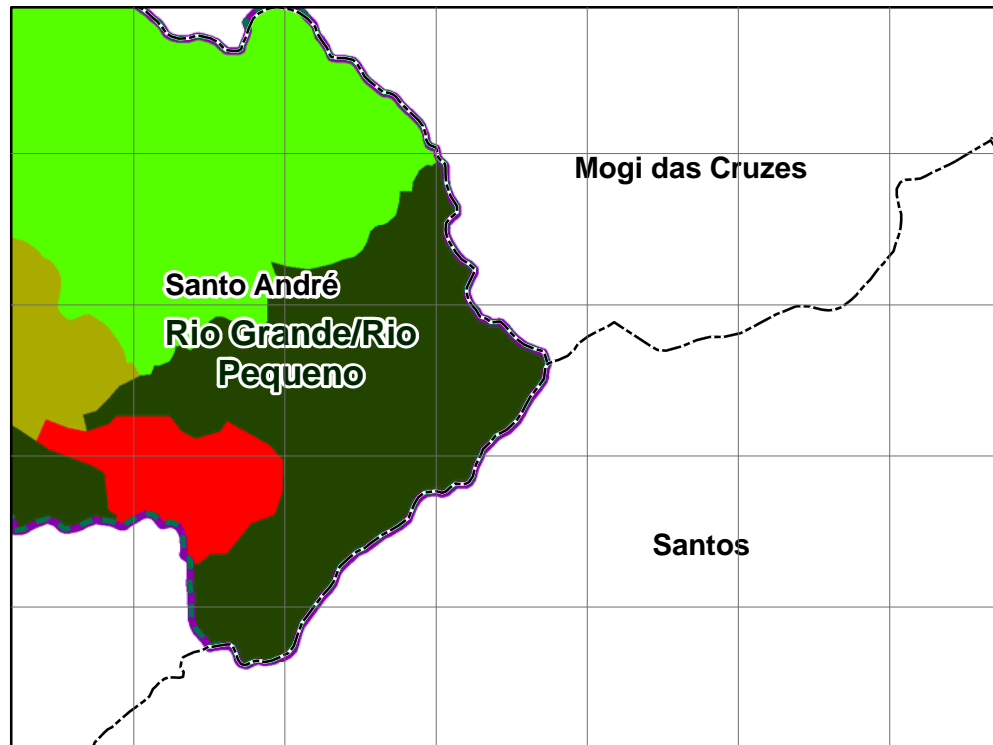 Mogi das Cruzes
Santo André
Rio Grande/Rio
Pequeno
Santos